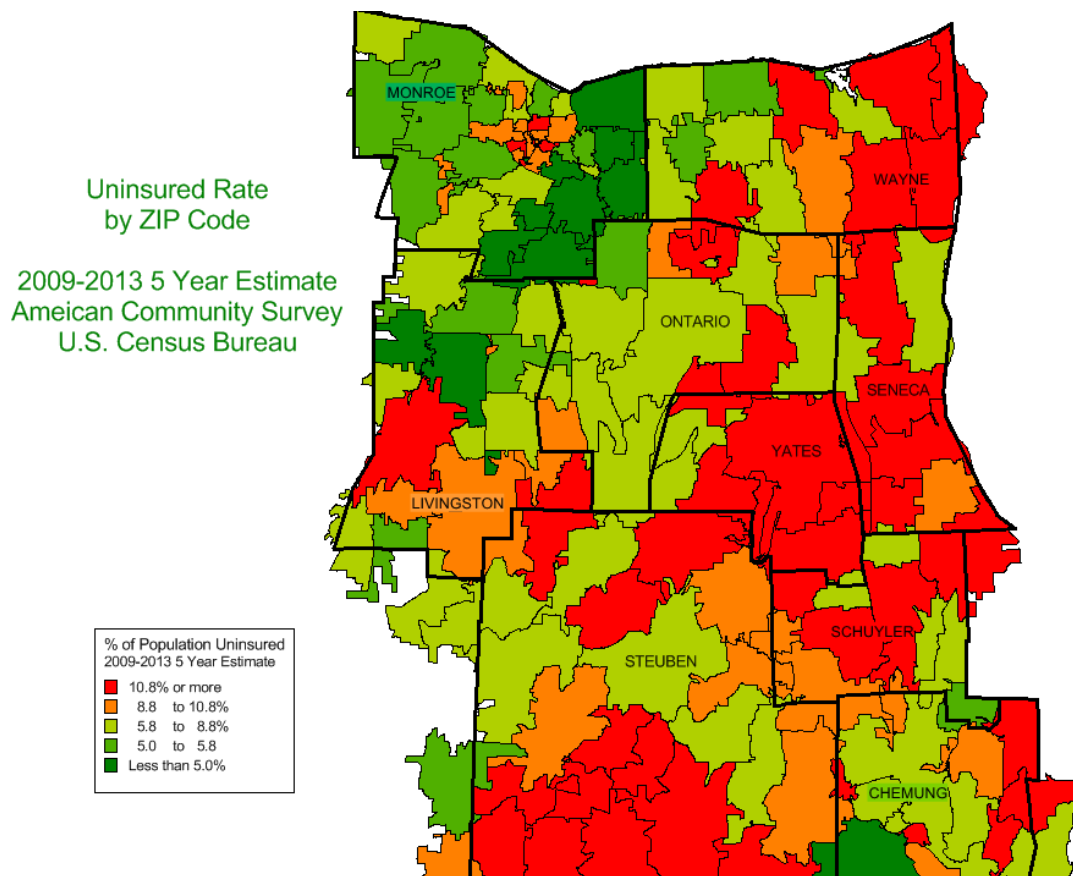 MONROE
WAYNE
Uninsured Rate
by ZIP Code
2009-2013 5 Year Estimate
Ameican Community Survey
U.S. Census Bureau
ONTARIO
SENECA
YATES
LIVINGSTON
SCHUYLER
STEUBEN
CHEMUNG
% of Population Uninsured
2009-2013 5 Year Estimate
10.8% or more
8.8 to 10.8%
5.8 to 8.8%
5.0 to 5.8
Less than 5.0%